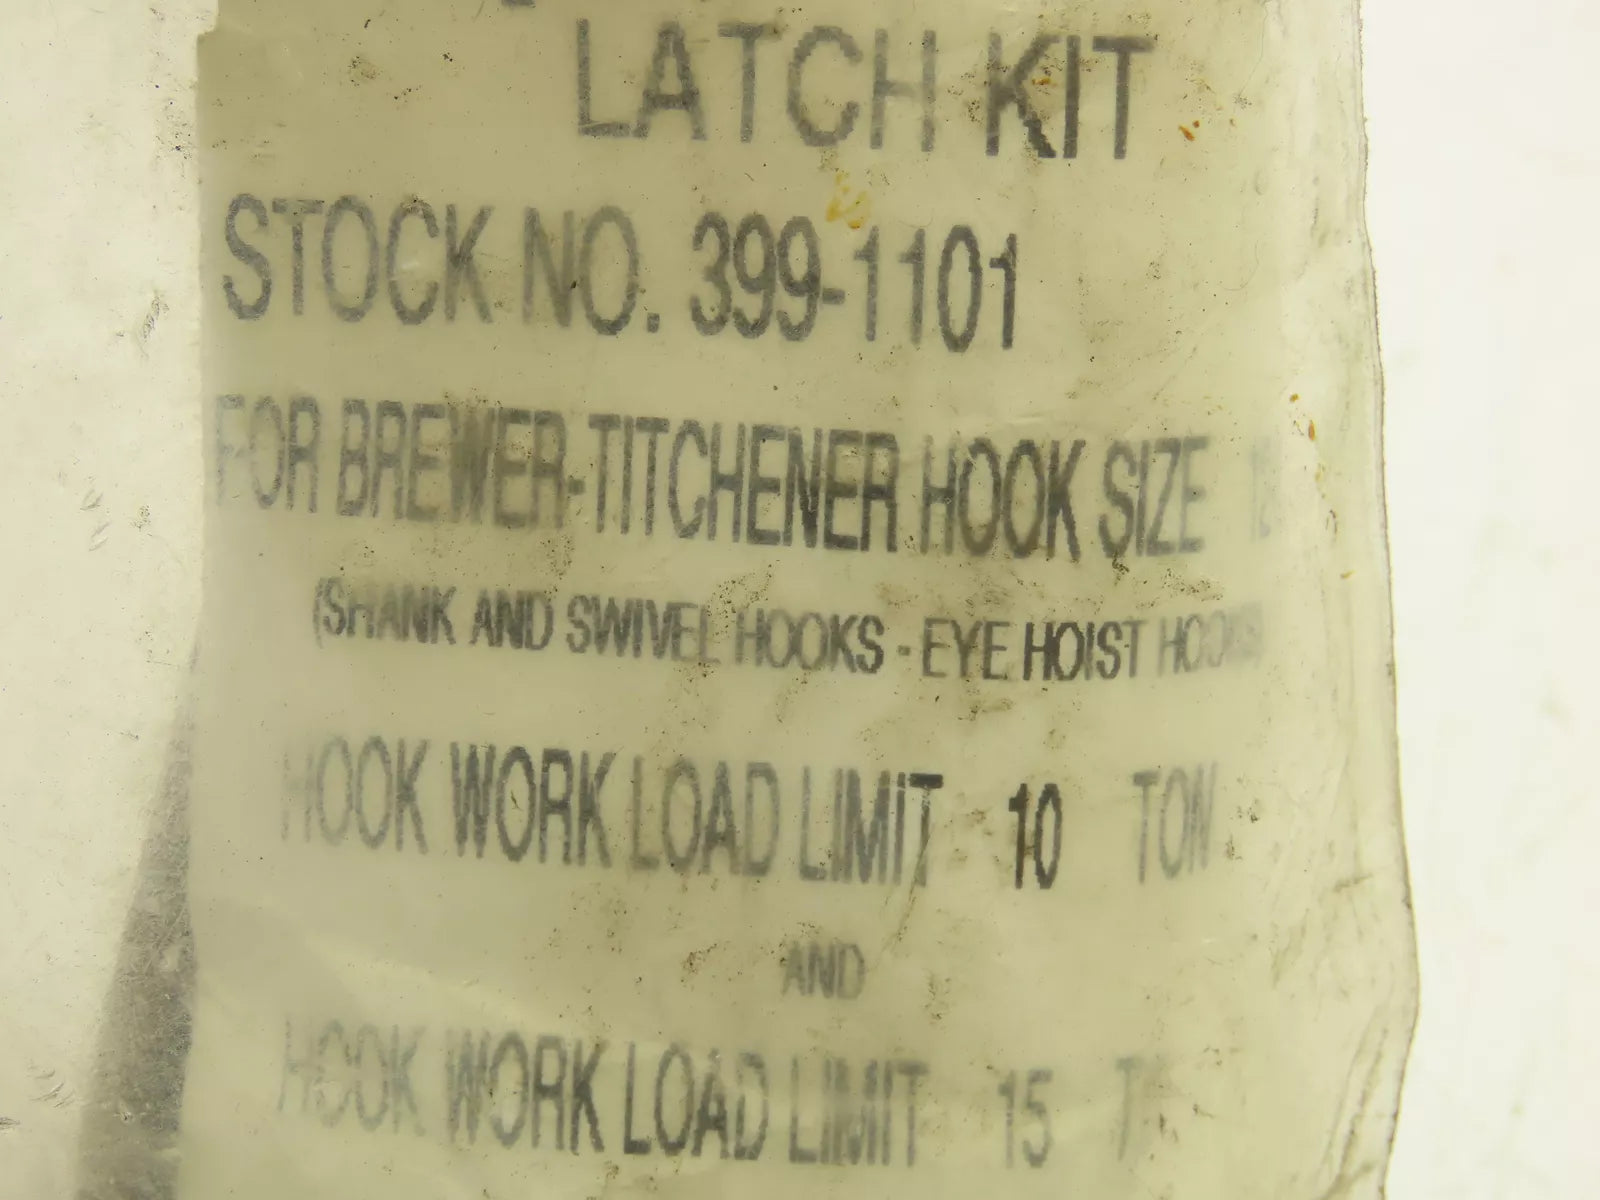 LATCH KIT
STOCK NO. 399-1101
FOR BREWER-TITCHENER HOOK SIZE
(SHANK AND SWIVEL HOOKS - EYE HOIST HOOKS)
HOOK WORK LOAD LIMIT 10 TON
AND
HOOK WORK LOAD LIMIT 15